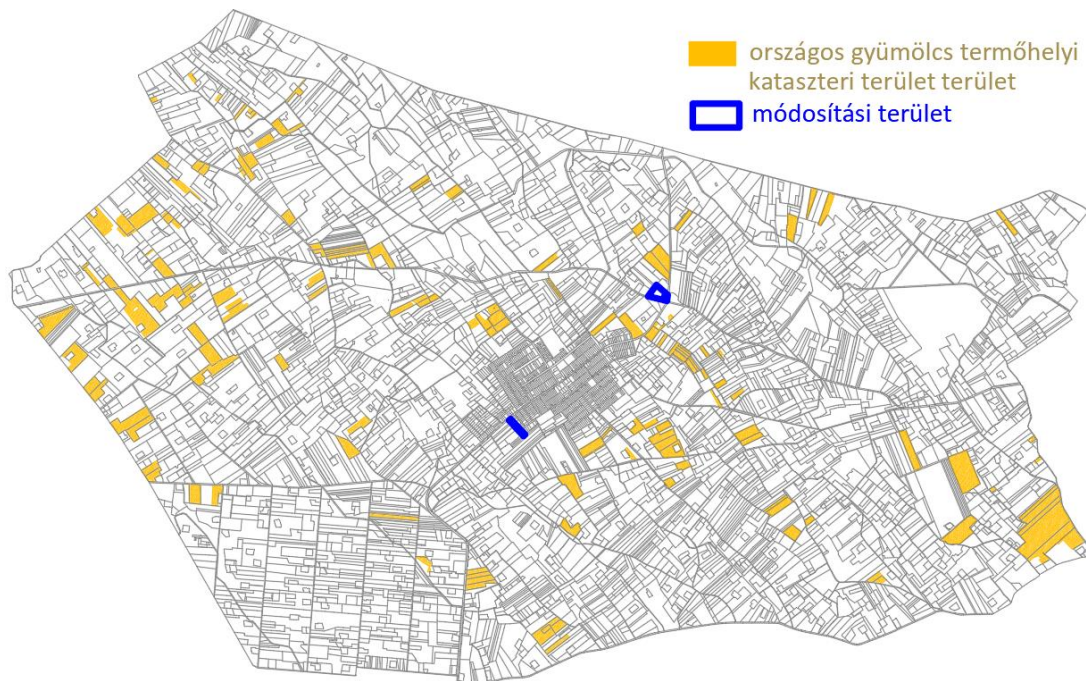 országos gyümölcs termőhelyi
kataszteri terület terület
módosítási terület